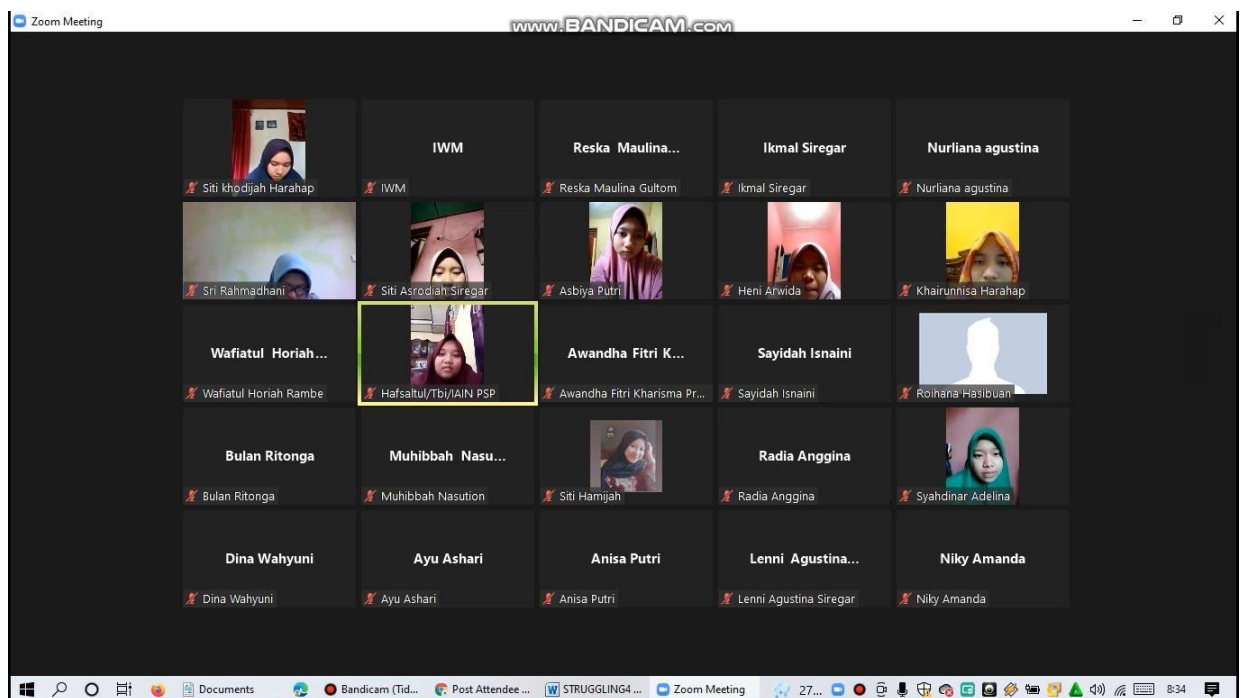 Zoom Meeting
www.BANDICAM.com
IWM
Reska Maulina...
Ikmal Siregar
Nurliana agustina
Siti khodijah Harahap
IWM
Reska Maulina Gultom
Ikmal Siregar
Nurliana agustina
Sri Rahmadhani
Siti Asrodiah Siregar
Asbiya Putri
Heni Arwida
Khairunnisa Harahap
Wafiatul Horiah...
Awandha Fitri K...
Sayidah Isnaini
Wafiatul Horiah Rambe
Hafsaltul/Tbi/IAIN PSP
Awandha Fitri Kharisma Pr...
Sayidah Isnaini
Roihana Hasibuan
Bulan Ritonga
Muhibbah Nasu...
Radia Anggina
Bulan Ritonga
Muhibbah Nasution
Siti Hamijah
Radia Anggina
Syahdinar Adelina
Dina Wahyuni
Ayu Ashari
Anisa Putri
Lenni Agustina...
Niky Amanda
Dina Wahyuni
Ayu Ashari
Anisa Putri
Lenni Agustina Siregar
Niky Amanda
Documents
Bandicam (Tid...
Post Attendee ...
STRUGGLING4 ...
Zoom Meeting
27...
8:34